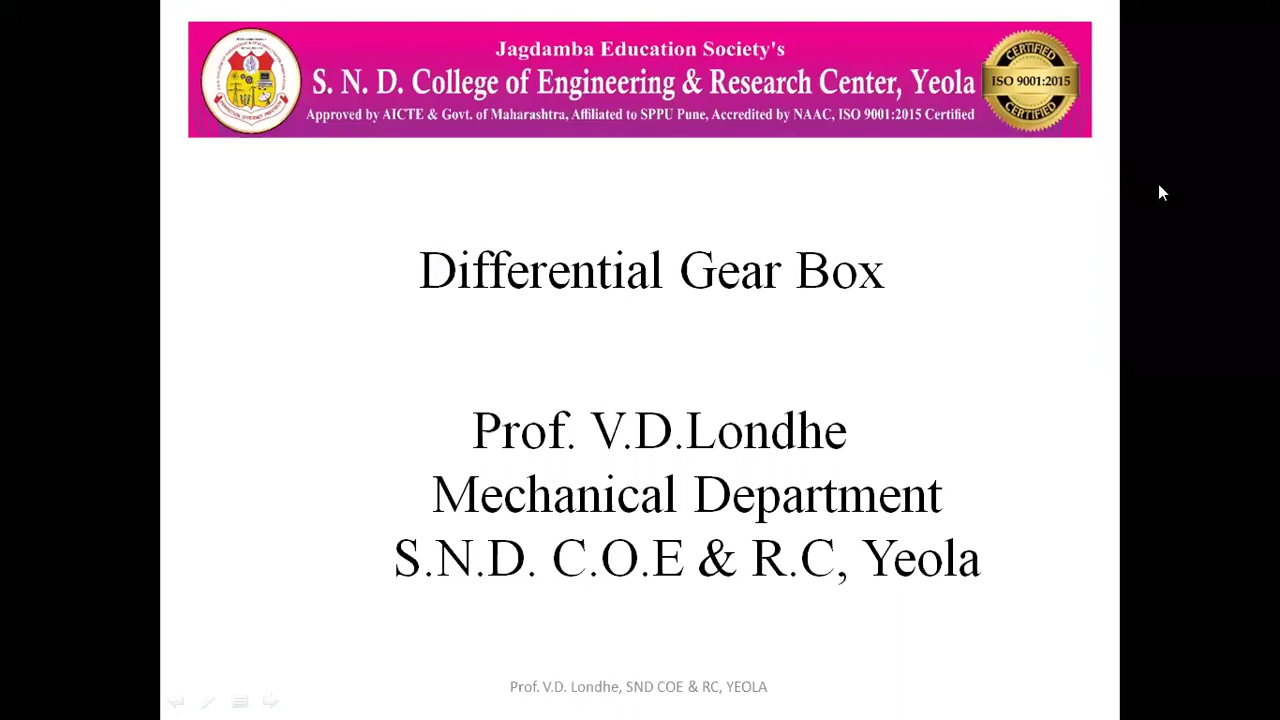 Jagdamba Education Society's
S. N. D. College of Engineering & Research Center, Yeola
Approved by AICTE & Govt. of Maharashtra, Affiliated to SPPU Pune, Accredited by NAAC, ISO 9001:2015 Certified
CERTIFIED
ISO 9001:2015
CERTIFIED
Differential Gear Box
Prof. V.D.Londhe
Mechanical Department
S.N.D. C.O.E & R.C, Yeola
Prof. V.D. Londhe, SND COE & RC, YEOLA